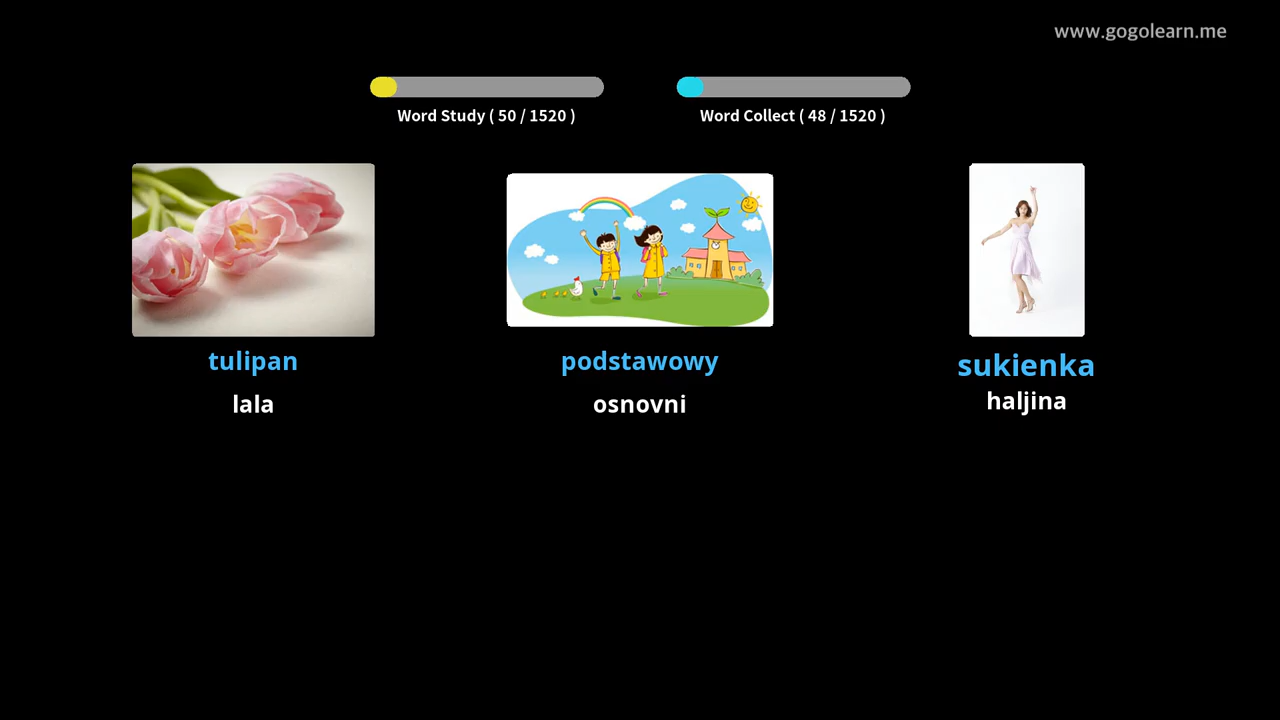 www.gogolearn.me
Word Study ( 50 / 1520 )
Word Collect ( 48 / 1520 )
tulipan
lala
podstawowy
osnovni
sukienka
haljina